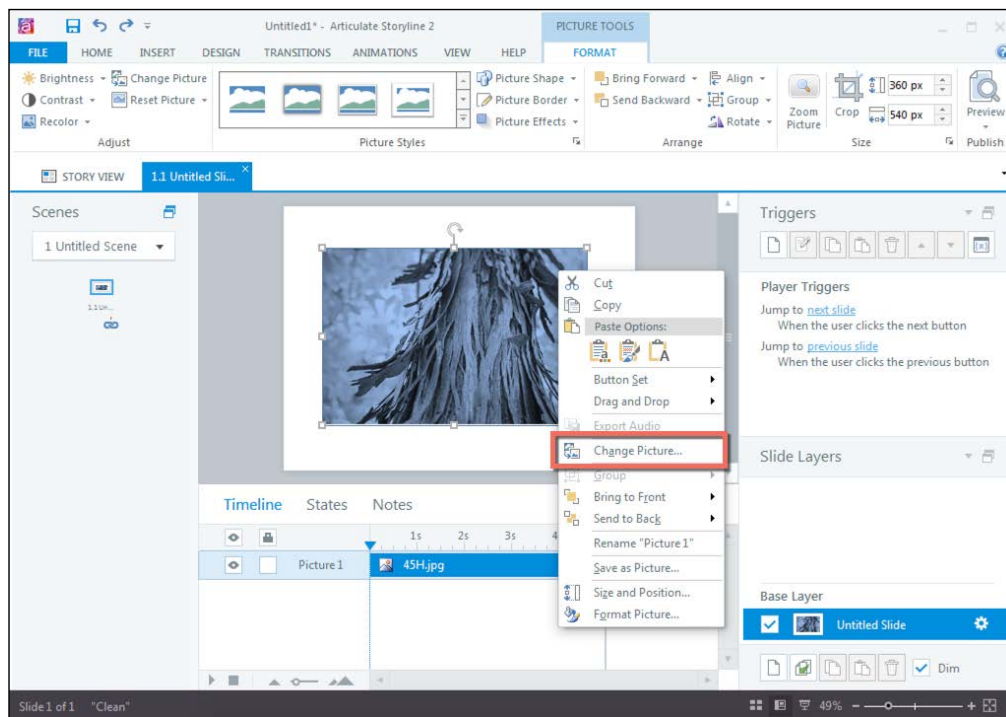 Untitled1* - Articulate Storyline 2
PICTURE TOOLS
FILE HOME INSERT DESIGN TRANSITIONS ANIMATIONS VIEW HELP FORMAT
Brightness Change Picture
Contrast Reset Picture
Recolor
Adjust
Picture Shape
Picture Border
Picture Effects
Picture Styles
Bring Forward Align
Send Backward Group
Rotate
Arrange
Zoom Picture
Crop
360 px
540 px
Size
Preview
Publish
STORY VIEW
1.1 Untitled Sli...
Scenes
1 Untitled Scene
1.1 Un...
Cut
Copy
Paste Options:
Button Set
Drag and Drop
Export Audio
Change Picture...
Group
Bring to Front
Send to Back
Rename "Picture 1"
Save as Picture...
Size and Position...
Format Picture...
Timeline States Notes
1s 2s 3s 4
Picture 1 45H.jpg
Triggers
Player Triggers
Jump to next slide
When the user clicks the next button
Jump to previous slide
When the user clicks the previous button
Slide Layers
Base Layer
Untitled Slide
Dim
Slide 1 of 1 "Clean"
49%